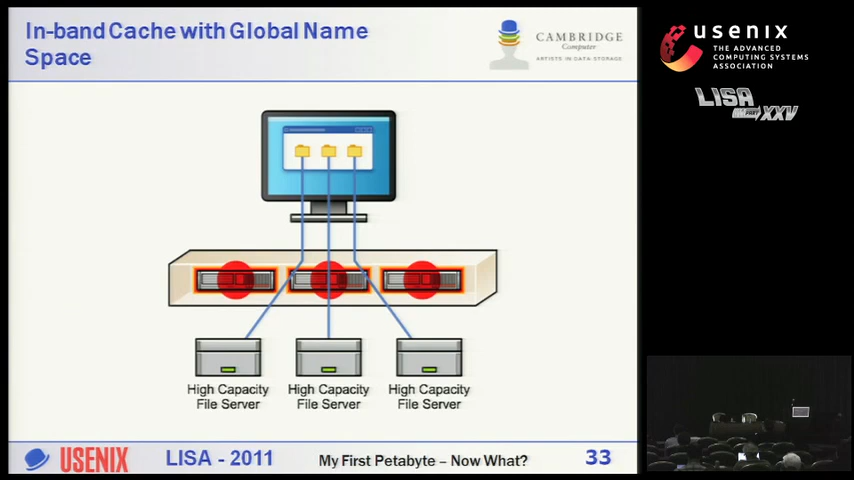 In-band Cache with Global Name
Space
CAMBRIDGE
Computer
ARTISTS IN DATA STORAGE
usenix
THE ADVANCED
COMPUTING SYSTEMS
ASSOCIATION
LISA
XXV
High Capacity
File Server
High Capacity
File Server
High Capacity
File Server
USENIX
LISA - 2011
My First Petabyte – Now What?
33